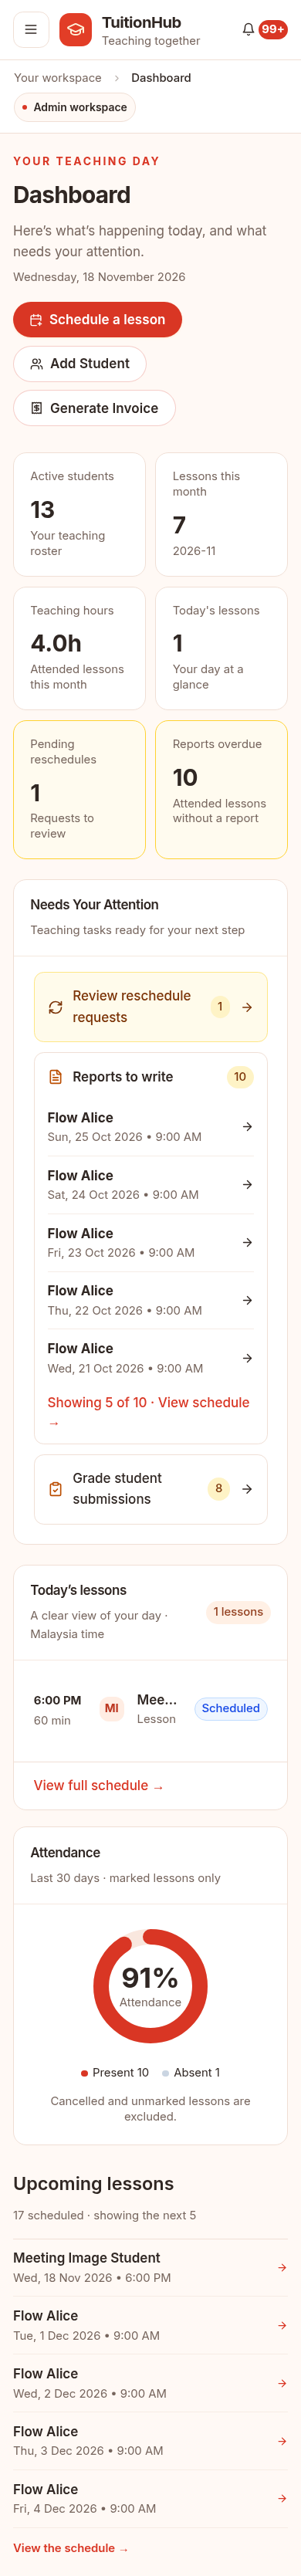 TuitionHub
Teaching together
99+
Your workspace › Dashboard
Admin workspace
YOUR TEACHING DAY
Dashboard
Here's what's happening today, and what
needs your attention.
Wednesday, 18 November 2026
Schedule a lesson
Add Student
Generate Invoice
Active students
13
Your teaching
roster
Lessons this
month
7
2026-11
Teaching hours
4.0h
Attended lessons
this month
Today's lessons
1
Your day at a
glance
Pending
reschedules
1
Requests to
review
Reports overdue
10
Attended lessons
without a report
Needs Your Attention
Teaching tasks ready for your next step
Review reschedule
requests
1 →
Reports to write 10
Flow Alice
Sun, 25 Oct 2026 • 9:00 AM →
Flow Alice
Sat, 24 Oct 2026 • 9:00 AM →
Flow Alice
Fri, 23 Oct 2026 • 9:00 AM →
Flow Alice
Thu, 22 Oct 2026 • 9:00 AM →
Flow Alice
Wed, 21 Oct 2026 • 9:00 AM →
Showing 5 of 10 · View schedule
→
Grade student
submissions
8 →
Today's lessons
A clear view of your day ·
Malaysia time
1 lessons
6:00 PM
60 min
MI
Mee...
Lesson
Scheduled
View full schedule →
Attendance
Last 30 days · marked lessons only
91%
Attendance
Present 10 Absent 1
Cancelled and unmarked lessons are
excluded.
Upcoming lessons
17 scheduled · showing the next 5
Meeting Image Student
Wed, 18 Nov 2026 • 6:00 PM →
Flow Alice
Tue, 1 Dec 2026 • 9:00 AM →
Flow Alice
Wed, 2 Dec 2026 • 9:00 AM →
Flow Alice
Thu, 3 Dec 2026 • 9:00 AM →
Flow Alice
Fri, 4 Dec 2026 • 9:00 AM →
View the schedule →